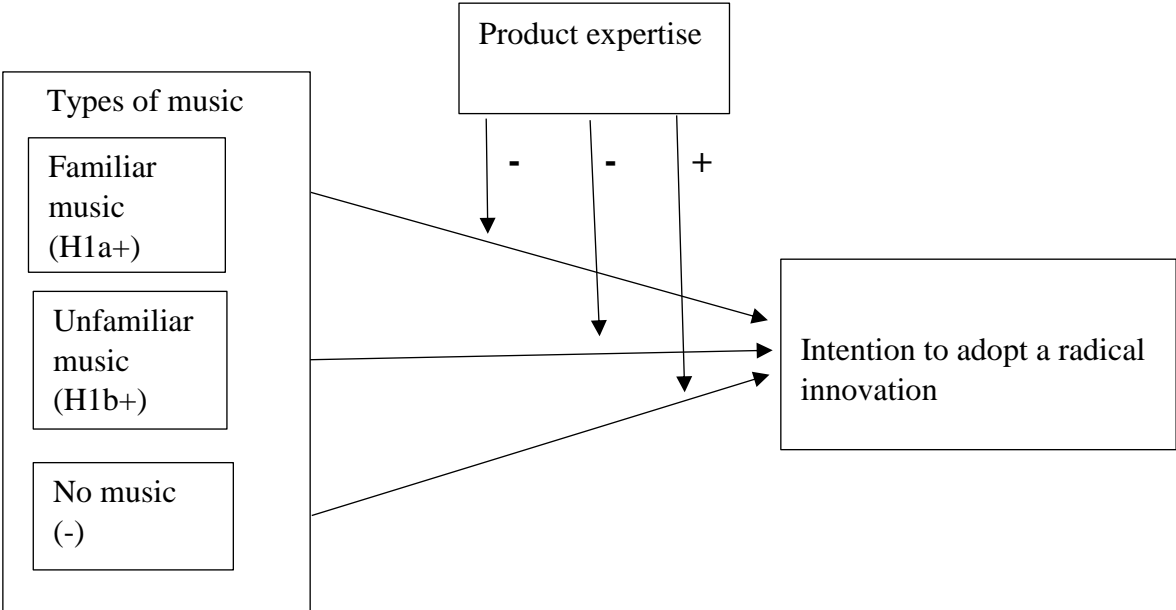 Product expertise
Types of music
Familiar
music
(H1a+)
- - +
Unfamiliar
music
(H1b+)
Intention to adopt a radical
innovation
No music
(-)